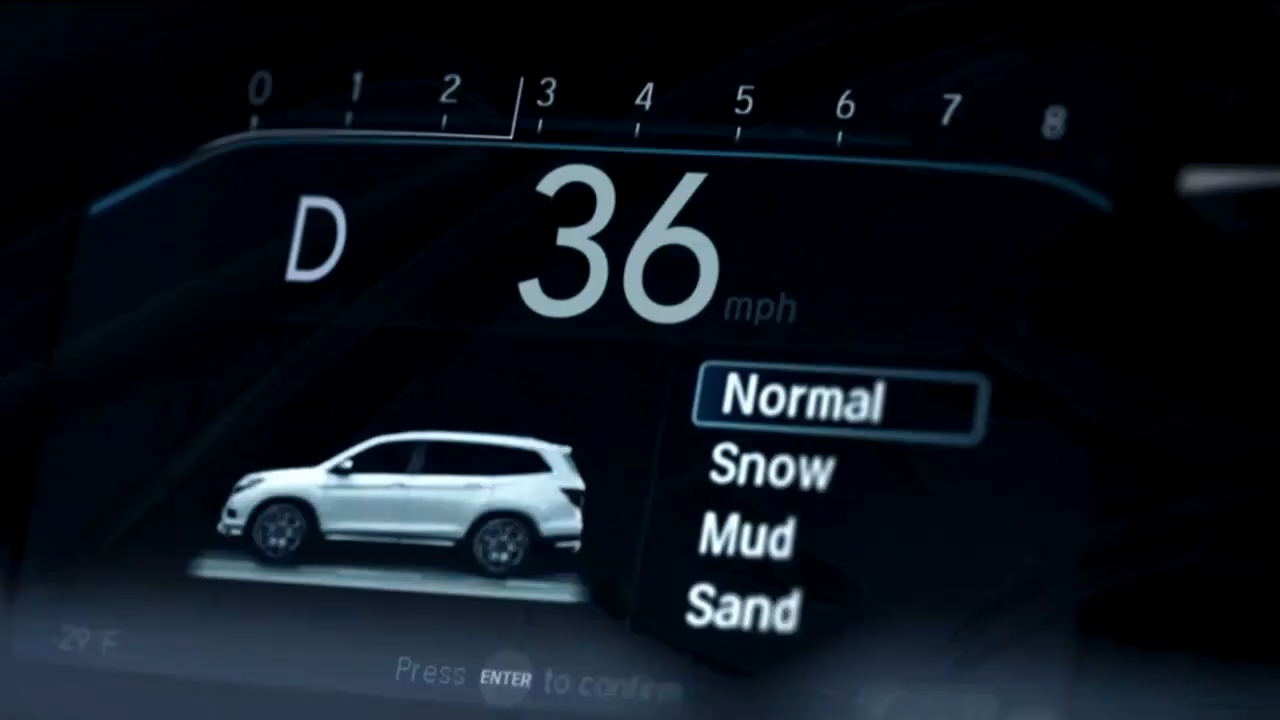 0 1 2 3 4 5 6 7 8
D 36 mph
Normal
Snow
Mud
Sand
29 F
Press ENTER to confirm